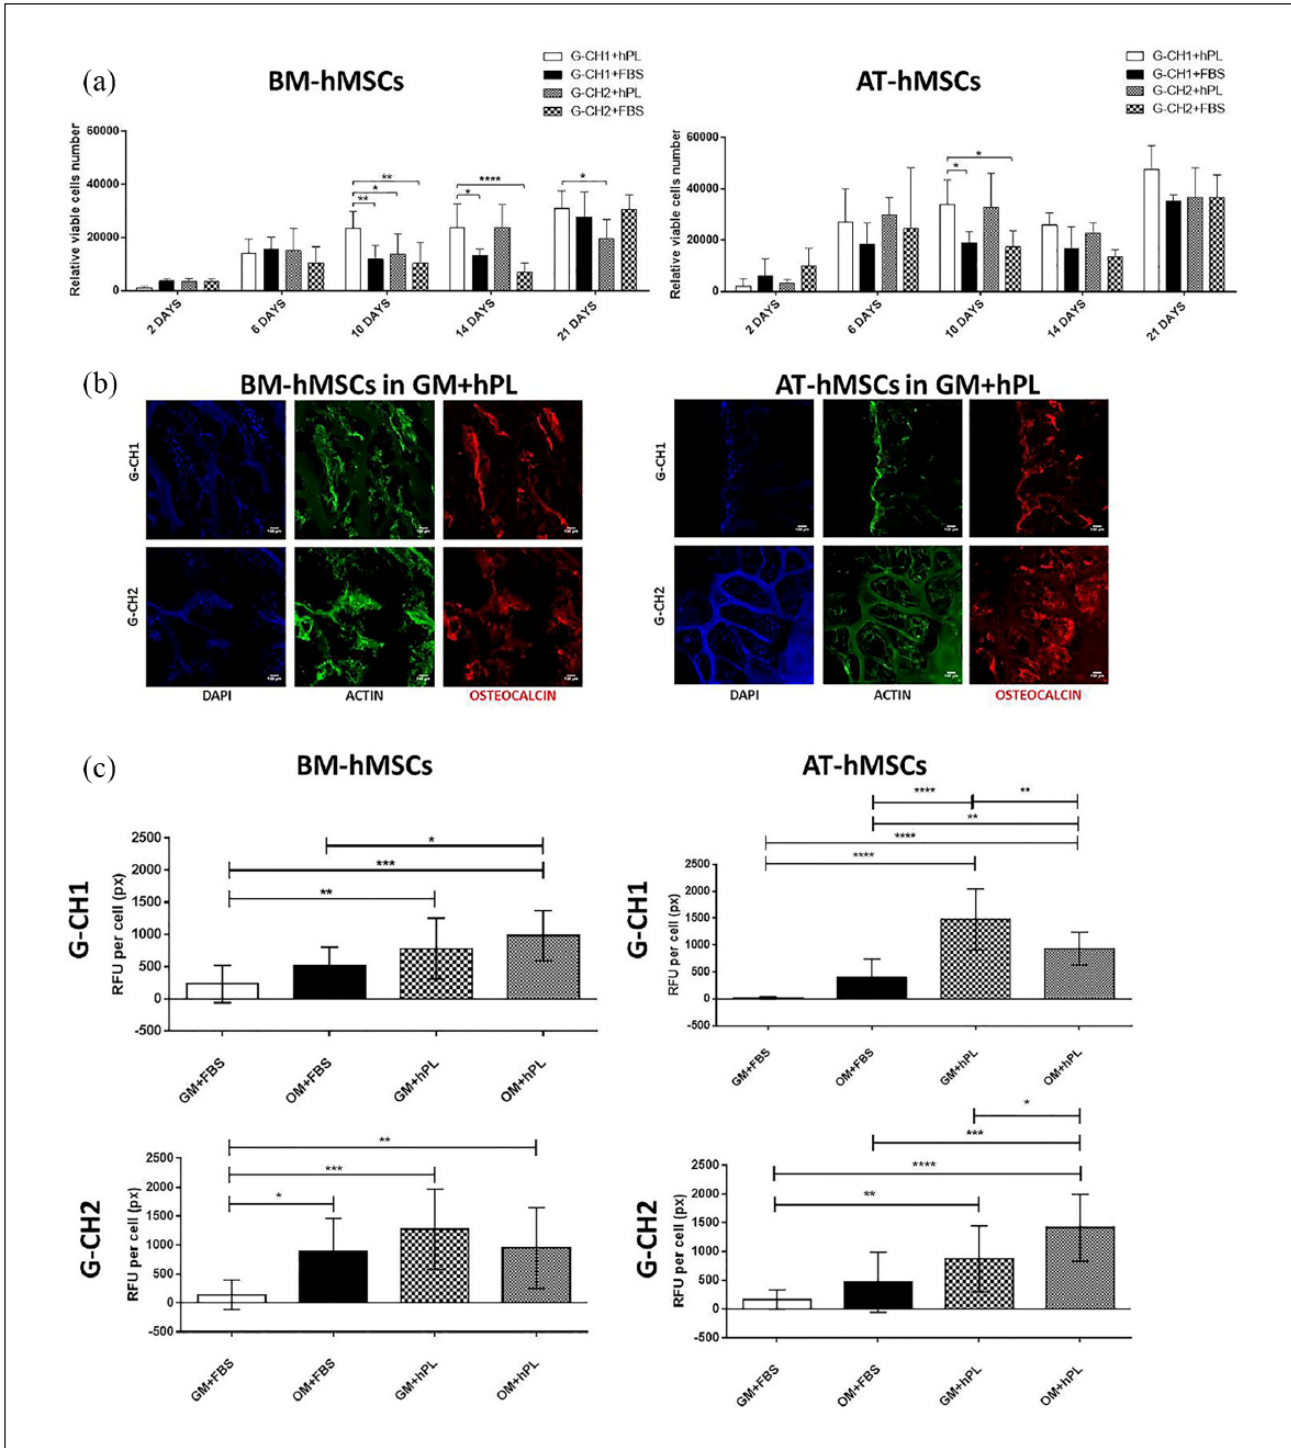 (a)
BM-hMSCs
G-CH1+hPL
G-CH1+FBS
G-CH2+hPL
G-CH2+FBS
Relative viable cells number
60000
40000
20000
0
** * ** * **** *
2 DAYS 6 DAYS 10 DAYS 14 DAYS 21 DAYS
AT-hMSCs
G-CH1+hPL
G-CH1+FBS
G-CH2+hPL
G-CH2+FBS
Relative viable cells number
60000
40000
20000
0
* *
2 DAYS 6 DAYS 10 DAYS 14 DAYS 21 DAYS
(b)
BM-hMSCs in GM+hPL
G-CH1
G-CH2
DAPI ACTIN OSTEOCALCIN
AT-hMSCs in GM+hPL
G-CH1
G-CH2
DAPI ACTIN OSTEOCALCIN
(c)
BM-hMSCs
G-CH1
RFU per cell (px)
2500
2000
1500
1000
500
0
-500
*
***
**
GM+FBS OM+FBS GM+hPL OM+hPL
AT-hMSCs
G-CH1
RFU per cell (px)
2500
2000
1500
1000
500
0
-500
**** **
**
****
****
GM+FBS OM+FBS GM+hPL OM+hPL
G-CH2
RFU per cell (px)
2500
2000
1500
1000
500
0
-500
**
***
*
GM+FBS OM+FBS GM+hPL OM+hPL
G-CH2
RFU per cell (px)
2500
2000
1500
1000
500
0
-500
*
***
****
**
GM+FBS OM+FBS GM+hPL OM+hPL